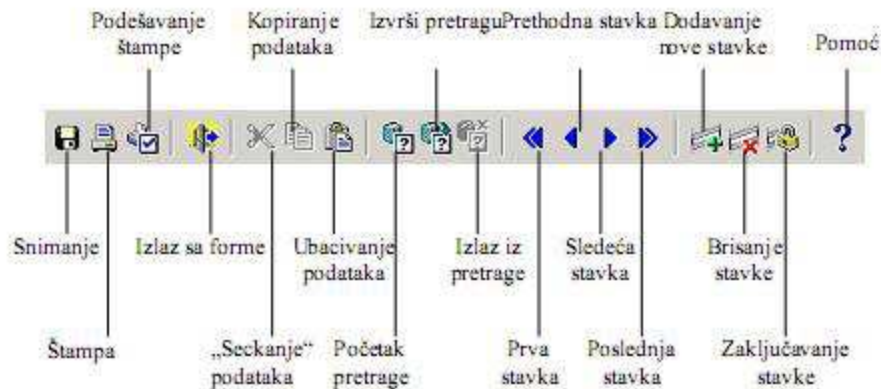 Podešavanje
štampe
Kopiranje
podataka
Izvrši pretragu
Prethodna stavka
Dodavanje
nove stavke
Pomoć
Snimanje
Izlaz sa forme
Ubacivanje
podataka
Izlaz iz
pretrage
Sledeća
stavka
Brisanje
stavke
Štampa
„Seckanje“
podataka
Početak
pretrage
Prva
stavka
Poslednja
stavka
Zaključavanje
stavke